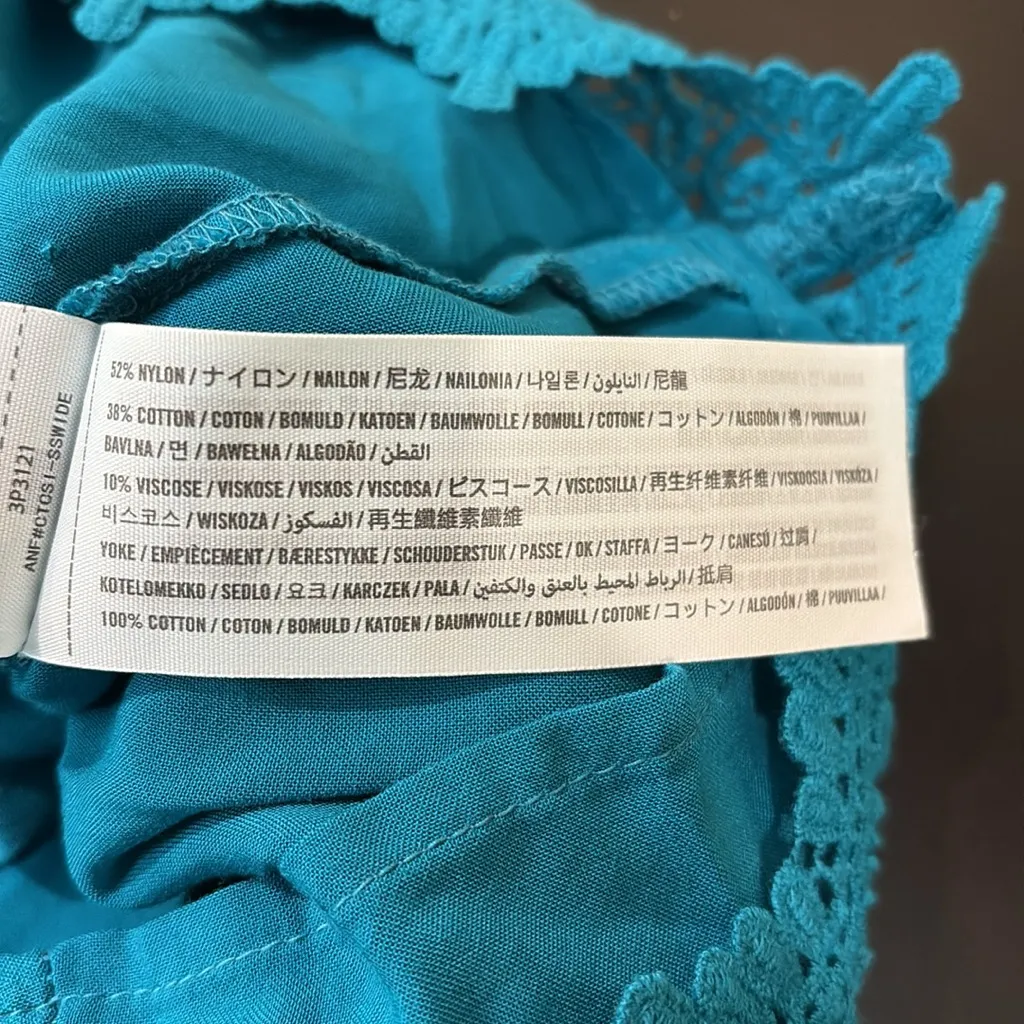 3P3121
ANF#CTOS1-SSWIDE
52% NYLON / ナイロン / NAILON / 尼龙 / NAILONIA / 나일론 / النايلون / 尼龍
38% COTTON / COTON / BOMULD / KATOEN / BAUMWOLLE / BOMULL / COTONE / コットン / ALGODÓN / 棉 / PUUVILLAA /
BAVLNA / 면 / BAWEŁNA / ALGODÃO / القطن
10% VISCOSE / VISKOSE / VISKOS / VISCOSA / ビスコース / VISCOSILLA / 再生纤维素纤维 / VISKOOSIA / VISKÓZA /
비스코스 / WISKOZA / الفسكوز / 再生纖維素纖維
YOKE / EMPIÈCEMENT / BÆRESTYKKE / SCHOUDERSTUK / PASSE / OK / STAFFA / ヨーク / CANESÚ / 过肩 /
KOTELOMEKKO / SEDLO / 요크 / KARCZEK / PALA / الرباط المحيط بالعنق والكتفين / 抵肩
100% COTTON / COTON / BOMULD / KATOEN / BAUMWOLLE / BOMULL / COTONE / コットン / ALGODÓN / 棉 / PUUVILLAA /